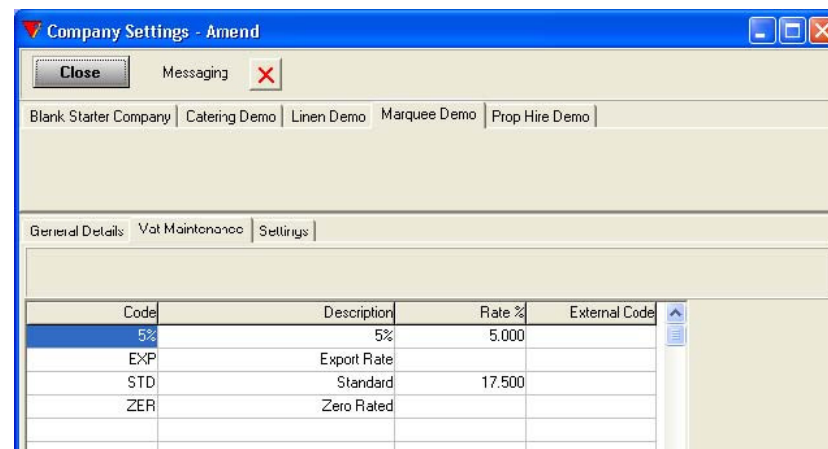 Company Settings - Amend
Close Messaging
Blank Starter Company Catering Demo Linen Demo Marquee Demo Prop Hire Demo
General Details Vat Maintenance Settings
Code Description Rate % External Code
5% 5% 5.000
EXP Export Rate
STD Standard 17.500
ZER Zero Rated